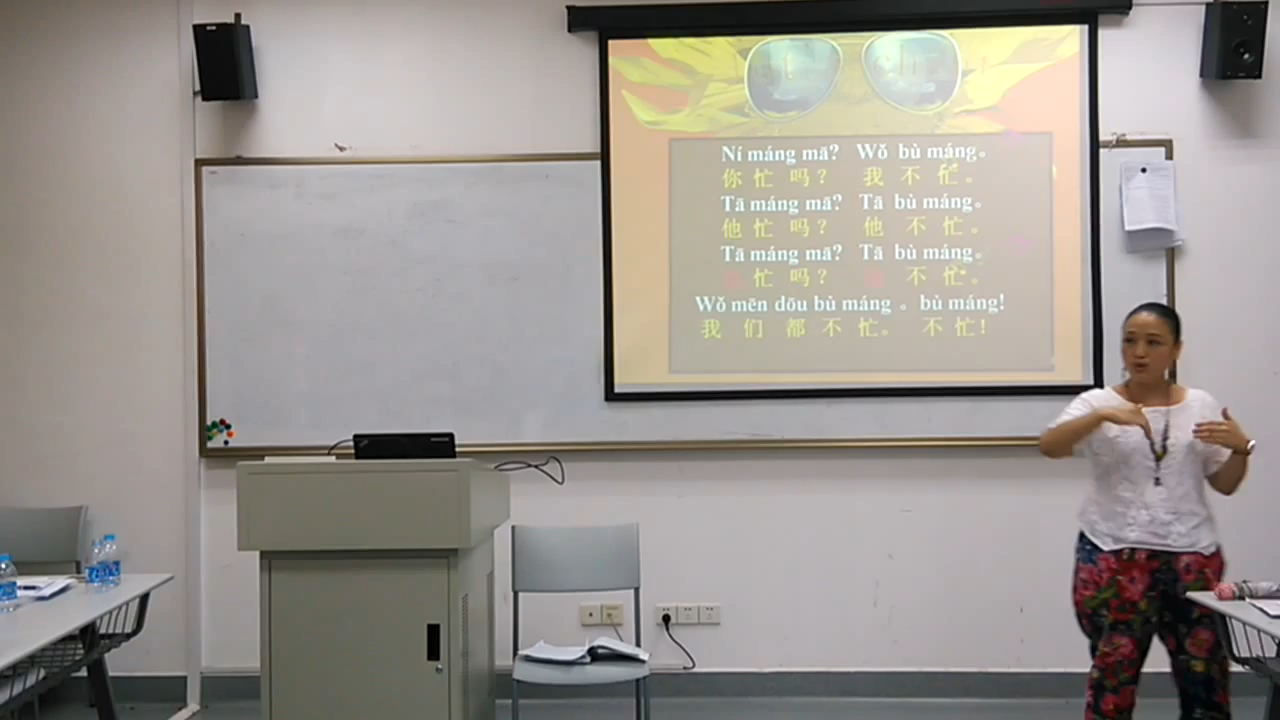 Ní máng mā?   Wǒ bù máng。
你 忙 吗？   我 不 忙。
Tā máng mā?   Tā bù máng。
他 忙 吗？   他 不 忙。
Tā máng mā?   Tā bù máng。
忙 吗？   不 忙。
Wǒ mēn dōu bù máng 。bù máng!
我 们 都 不 忙。 不 忙!